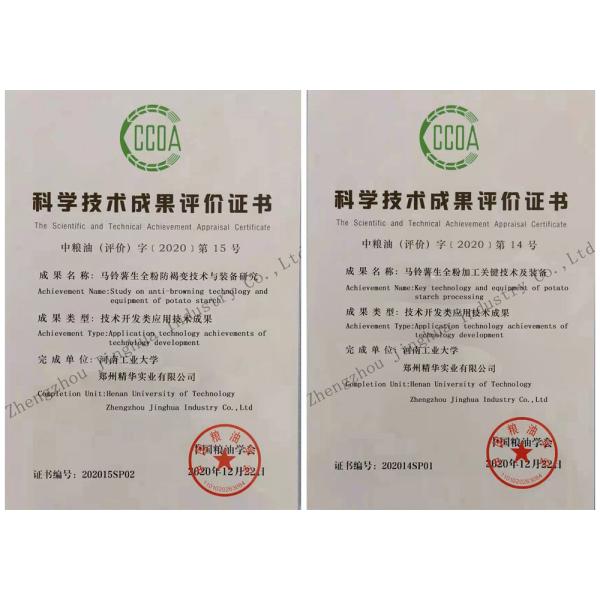 CCOA
科学技术成果评价证书
The Scientific and Technical Achievement Appraisal Certificate
中粮油（评价）字〔2020〕第 15 号
成果名称：马铃薯生全粉防褐变技术与装备研究
Achievement Name:Study on anti-browning technology and
equipment of potato starch
成果类型：技术开发类应用技术成果
Achievement Type:Application technology achievements of
technology development
完成单位：河南工业大学
郑州精华实业有限公司
Completion Unit:Henan University of Technology
Zhengzhou Jinghua Industry Co.,Ltd
中国粮油学会
证书编号：202015SP02
2020年12月22日
1101020263094
Zhengzhou Jinghua Industry Co., Ltd
CCOA
科学技术成果评价证书
The Scientific and Technical Achievement Appraisal Certificate
中粮油（评价）字〔2020〕第 14 号
成果名称：马铃薯生全粉加工关键技术及装备
Achievement Name:Key technology and equipment of potato
starch processing
成果类型：技术开发类应用技术成果
Achievement Type:Application technology achievements of
technology development
完成单位：河南工业大学
郑州精华实业有限公司
Completion Unit:Henan University of Technology
Zhengzhou Jinghua Industry Co.,Ltd
中国粮油学会
证书编号：202014SP01
2020年12月22日
1101020263094
Zhengzhou Jinghua Industry Co., Ltd